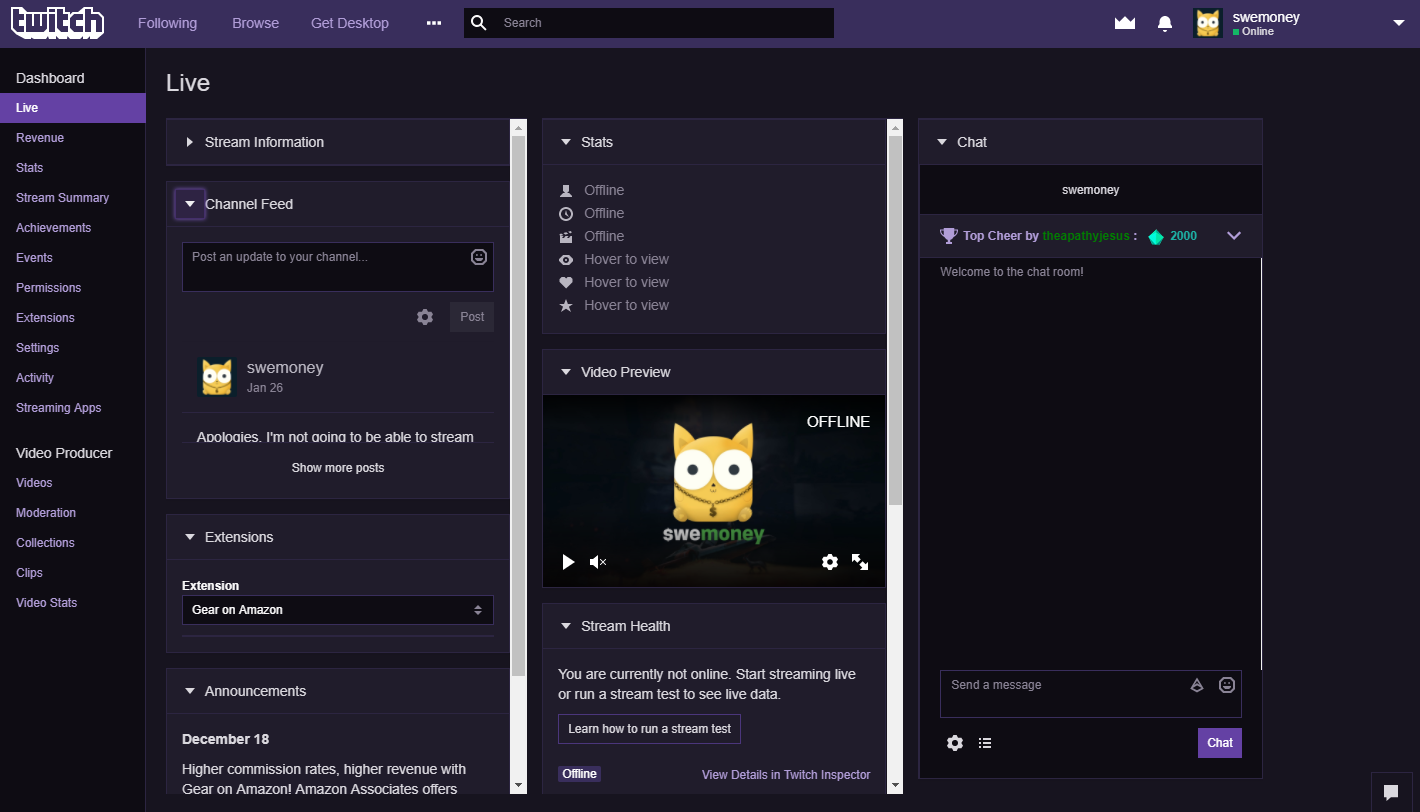 twitch
Following
Browse
Get Desktop
Search
swemoney
Online
Dashboard
Live
Revenue
Stats
Stream Summary
Achievements
Events
Permissions
Extensions
Settings
Activity
Streaming Apps
Video Producer
Videos
Moderation
Collections
Clips
Video Stats
Live
Stream Information
Channel Feed
Post an update to your channel...
Post
swemoney
Jan 26
Apologies. I'm not going to be able to stream
Show more posts
Extensions
Extension
Gear on Amazon
Announcements
December 18
Higher commission rates, higher revenue with
Gear on Amazon! Amazon Associates offers
Stats
Offline
Offline
Offline
Hover to view
Hover to view
Hover to view
Video Preview
OFFLINE
$
swemoney
Stream Health
You are currently not online. Start streaming live
or run a stream test to see live data.
Learn how to run a stream test
Offline
View Details in Twitch Inspector
Chat
swemoney
Top Cheer by theapathyjesus : 2000
Welcome to the chat room!
Send a message
Chat